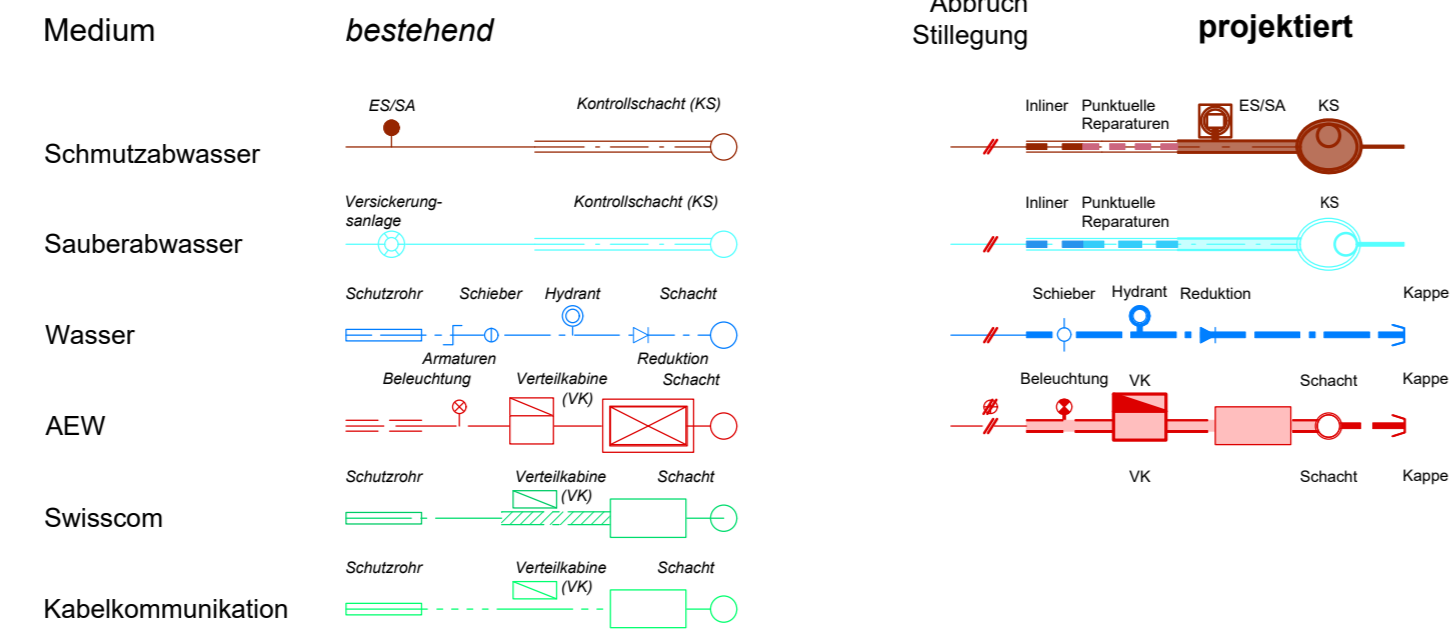 Medium bestehend Abbruch Stillegung projektiert
ES/SA Kontrollschacht (KS) Inliner Punktuelle Reparaturen ES/SA KS
Schmutzabwasser
Versickerung-
sanlage Kontrollschacht (KS) Inliner Punktuelle Reparaturen KS
Sauberabwasser
Schutzrohr Schieber Hydrant Schacht Schieber Hydrant Reduktion Kappe
Wasser
Armaturen Reduktion
Beleuchtung Verteilkabine (VK) Schacht Beleuchtung VK Schacht Kappe
AEW
Schutzrohr Verteilkabine (VK) Schacht VK Schacht Kappe
Swisscom
Schutzrohr Verteilkabine (VK) Schacht
Kabelkommunikation